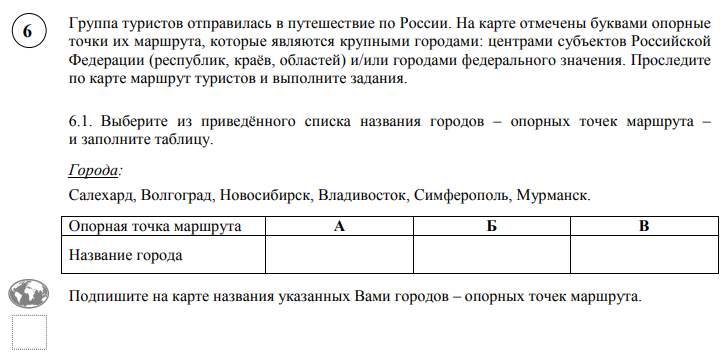 6
Группа туристов отправилась в путешествие по России. На карте отмечены буквами опорные
точки их маршрута, которые являются крупными городами: центрами субъектов Российской
Федерации (республик, краёв, областей) и/или городами федерального значения. Проследите
по карте маршрут туристов и выполните задания.
6.1. Выберите из приведённого списка названия городов – опорных точек маршрута –
и заполните таблицу.
Города:
Салехард, Волгоград, Новосибирск, Владивосток, Симферополь, Мурманск.
Опорная точка маршрута А Б В
Название города
Подпишите на карте названия указанных Вами городов – опорных точек маршрута.